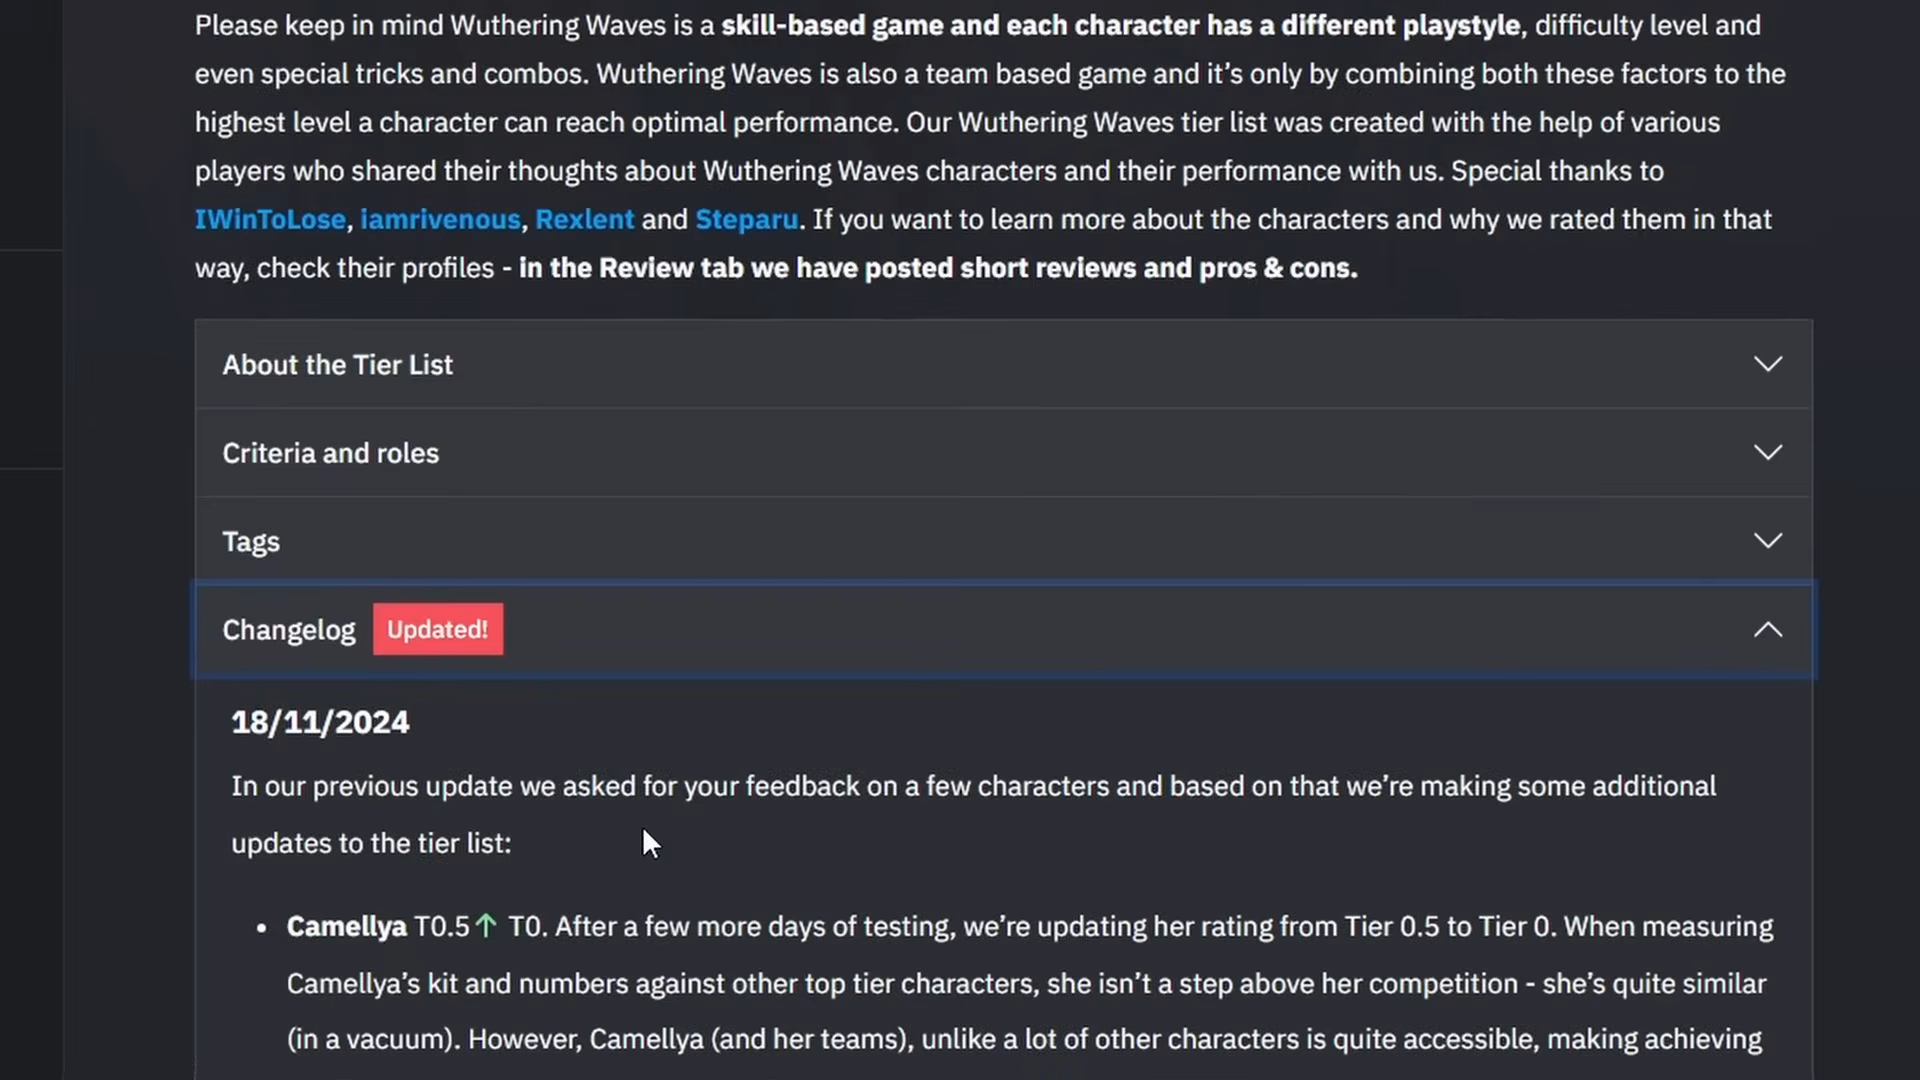 Please keep in mind Wuthering Waves is a skill-based game and each character has a different playstyle, difficulty level and
even special tricks and combos. Wuthering Waves is also a team based game and it's only by combining both these factors to the
highest level a character can reach optimal performance. Our Wuthering Waves tier list was created with the help of various
players who shared their thoughts about Wuthering Waves characters and their performance with us. Special thanks to
IWinToLose, iamrivenous, Rexlent and Steparu. If you want to learn more about the characters and why we rated them in that
way, check their profiles - in the Review tab we have posted short reviews and pros & cons.
About the Tier List
Criteria and roles
Tags
Changelog Updated!
18/11/2024
In our previous update we asked for your feedback on a few characters and based on that we're making some additional
updates to the tier list:
• Camellya T0.5↑ T0. After a few more days of testing, we're updating her rating from Tier 0.5 to Tier 0. When measuring
Camellya's kit and numbers against other top tier characters, she isn't a step above her competition - she's quite similar
(in a vacuum). However, Camellya (and her teams), unlike a lot of other characters is quite accessible, making achieving